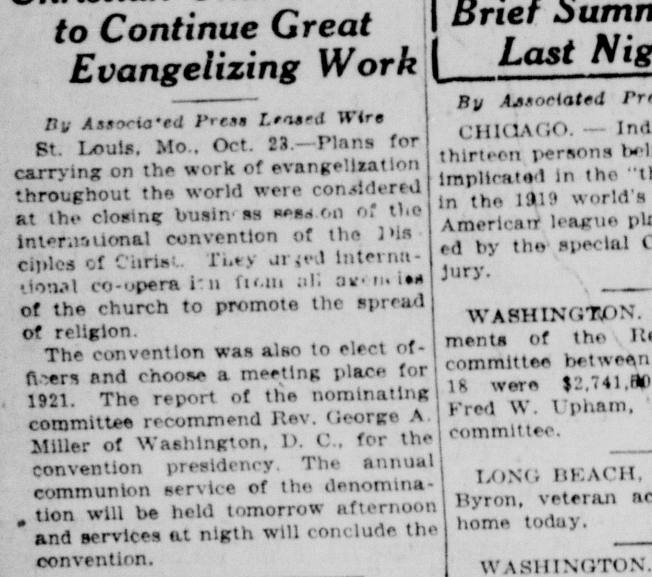 to Continue Great
Evangelizing Work
By Associated Press Leased Wire
St. Louis, Mo., Oct. 23.—Plans for
carrying on the work of evangelization
throughout the world were considered
at the closing business session of the
international convention of the Dis-
ciples of Christ. They urged interna-
tional co-operation from all agencies
of the church to promote the spread
of religion.
The convention was also to elect of-
ficers and choose a meeting place for
1921. The report of the nominating
committee recommend Rev. George A.
Miller of Washington, D. C., for the
convention presidency. The annual
communion service of the denomina-
tion will be held tomorrow afternoon
and services at nigth will conclude the
convention.
Brief Summ
Last Nig
By Associated Pre
CHICAGO. — Ind
thirteen persons bel
implicated in the "t
in the 1919 world's
American league pla
ed by the special C
jury.
WASHINGTON.
ments of the Re
committee between
18 were
Fred W. Upham,
committee.
LONG BEACH,
Byron, veteran ac
home today.
WASHINGTON.